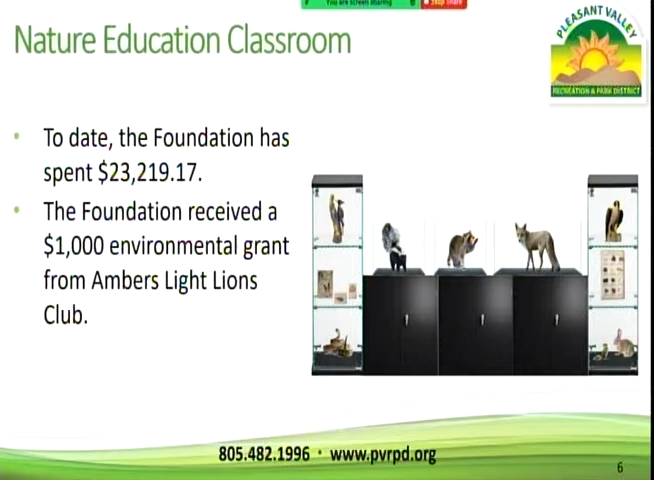 You are screen sharing
Stop Share
Nature Education Classroom
PLEASANT VALLEY
RECREATION & PARK DISTRICT
• To date, the Foundation has
spent $23,219.17.
• The Foundation received a
$1,000 environmental grant
from Ambers Light Lions
Club.
805.482.1996 · www.pvrpd.org
6